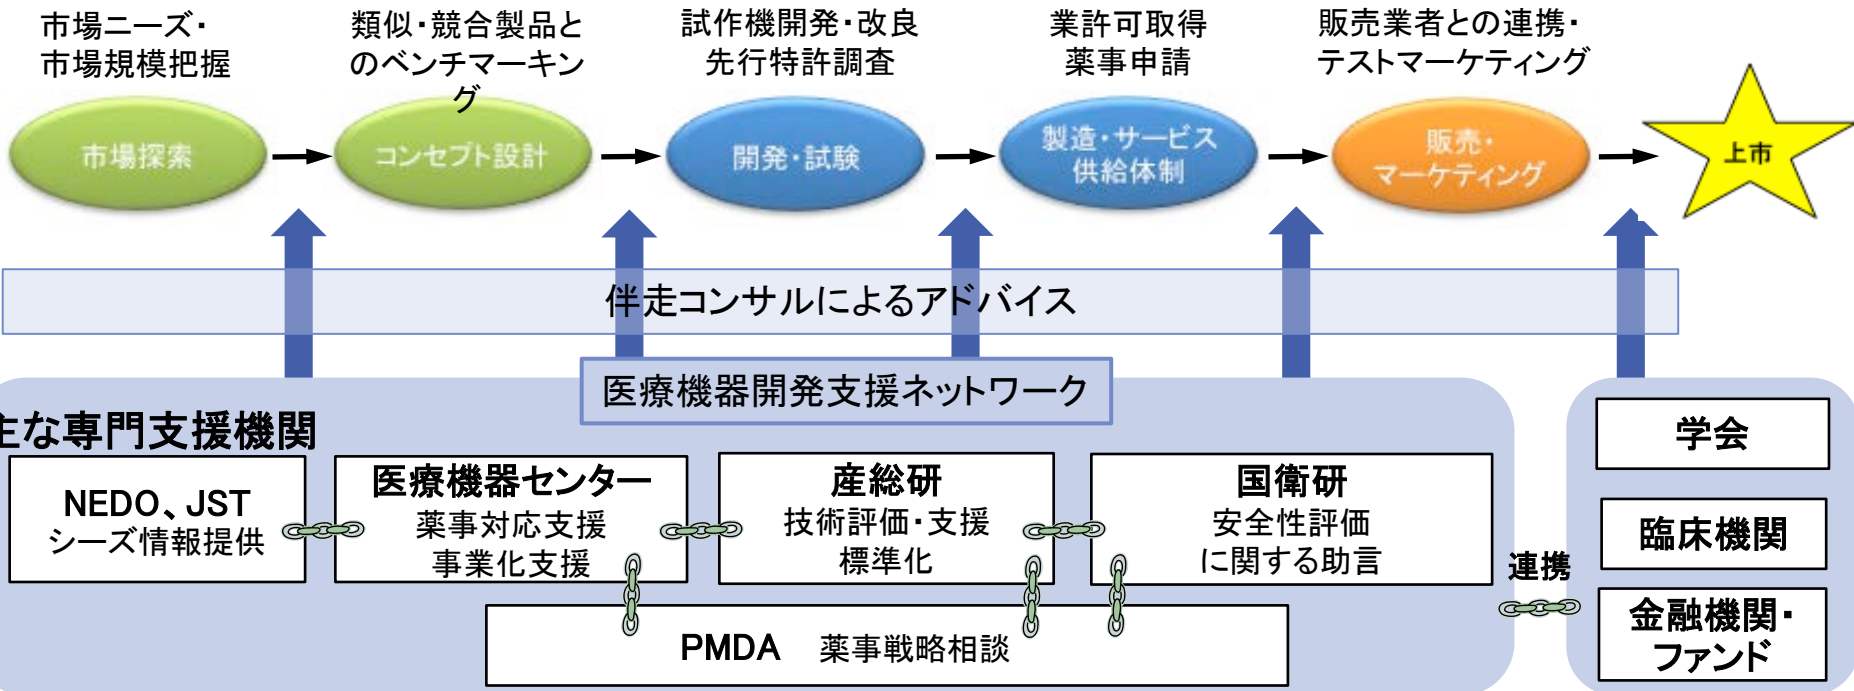 市場ニーズ・
市場規模把握
類似・競合製品と
のベンチマーキン
グ
試作機開発・改良
先行特許調査
業許可取得
薬事申請
販売業者との連携・
テストマーケティング
市場探索
コンセプト設計
開発・試験
製造・サービス
供給体制
販売・
マーケティング
上市
伴走コンサルによるアドバイス
医療機器開発支援ネットワーク
主な専門支援機関
NEDO、JST
シーズ情報提供
医療機器センター
薬事対応支援
事業化支援
産総研
技術評価・支援
標準化
国衛研
安全性評価
に関する助言
PMDA 薬事戦略相談
連携
学会
臨床機関
金融機関・
ファンド